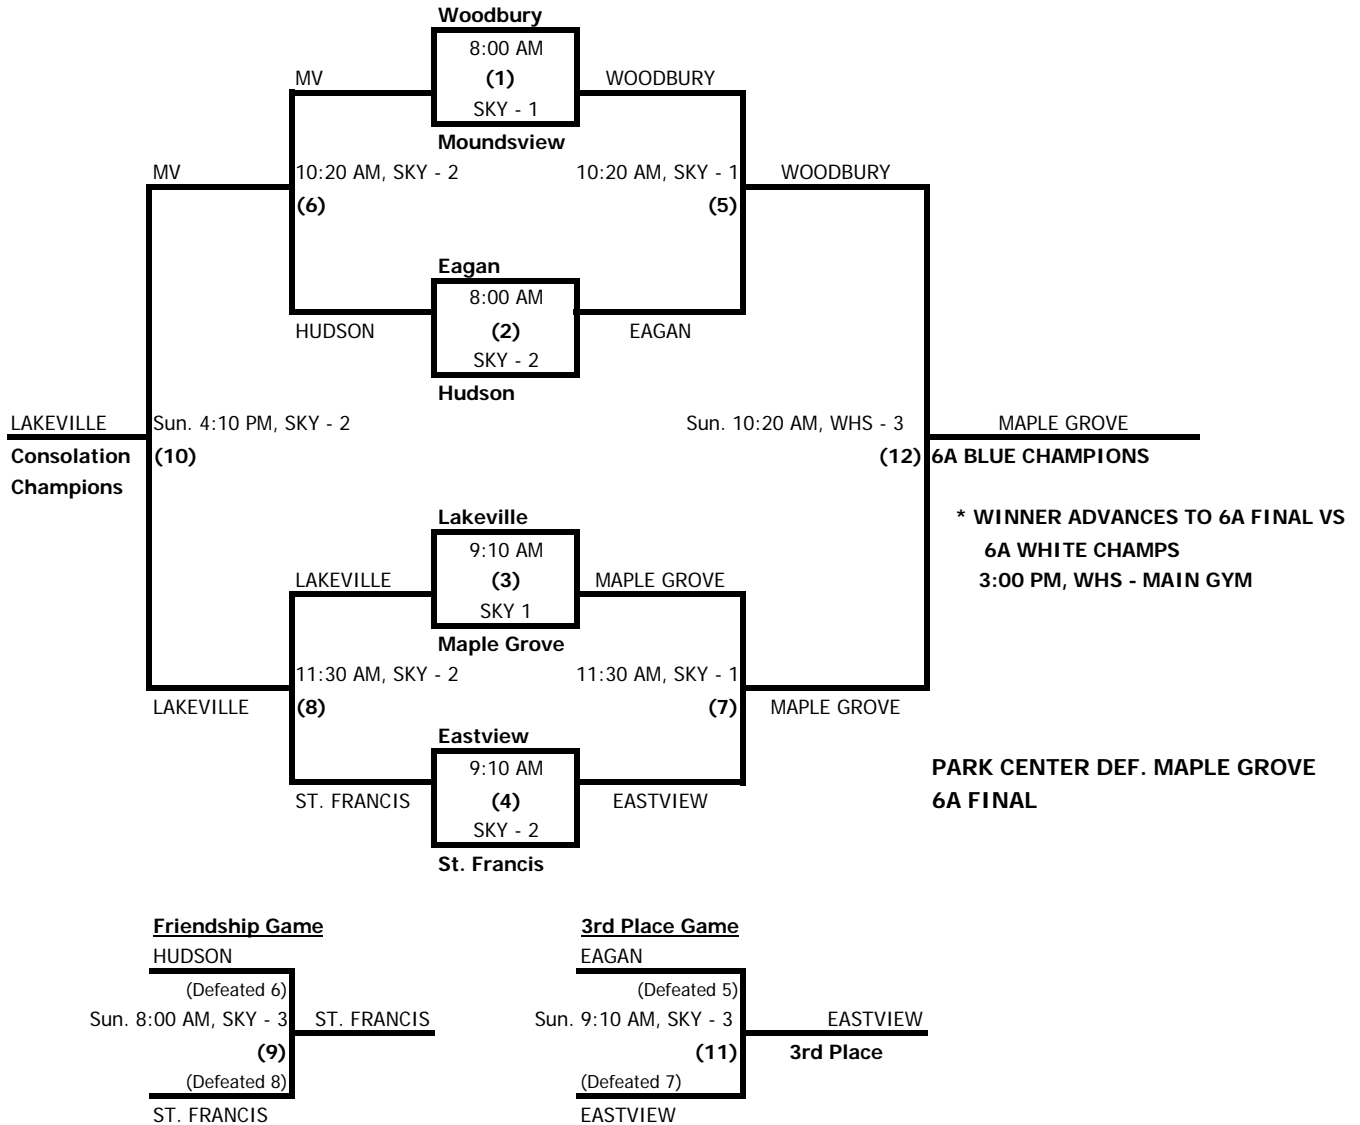 Woodbury
8:00 AM
MV
(1)
WOODBURY
SKY - 1
Moundsview
MV
10:20 AM, SKY - 2
10:20 AM, SKY - 1
WOODBURY
(6)
(5)
Eagan
8:00 AM
HUDSON
(2)
EAGAN
SKY - 2
Hudson
LAKEVILLE
Sun. 4:10 PM, SKY - 2
Sun. 10:20 AM, WHS - 3
MAPLE GROVE
Consolation
(10)
(12)
6A BLUE CHAMPIONS
Champions
Lakeville
* WINNER ADVANCES TO 6A FINAL VS
9:10 AM
6A WHITE CHAMPS
LAKEVILLE
(3)
MAPLE GROVE
3:00 PM, WHS - MAIN GYM
SKY 1
Maple Grove
11:30 AM, SKY - 2
11:30 AM, SKY - 1
LAKEVILLE
(8)
(7)
MAPLE GROVE
Eastview
9:10 AM
PARK CENTER DEF. MAPLE GROVE
ST. FRANCIS
(4)
EASTVIEW
6A FINAL
SKY - 2
St. Francis
Friendship Game
HUDSON
(Defeated 6)
Sun. 8:00 AM, SKY - 3
ST. FRANCIS
(9)
(Defeated 8)
ST. FRANCIS
3rd Place Game
EAGAN
(Defeated 5)
Sun. 9:10 AM, SKY - 3
EASTVIEW
(11)
3rd Place
(Defeated 7)
EASTVIEW